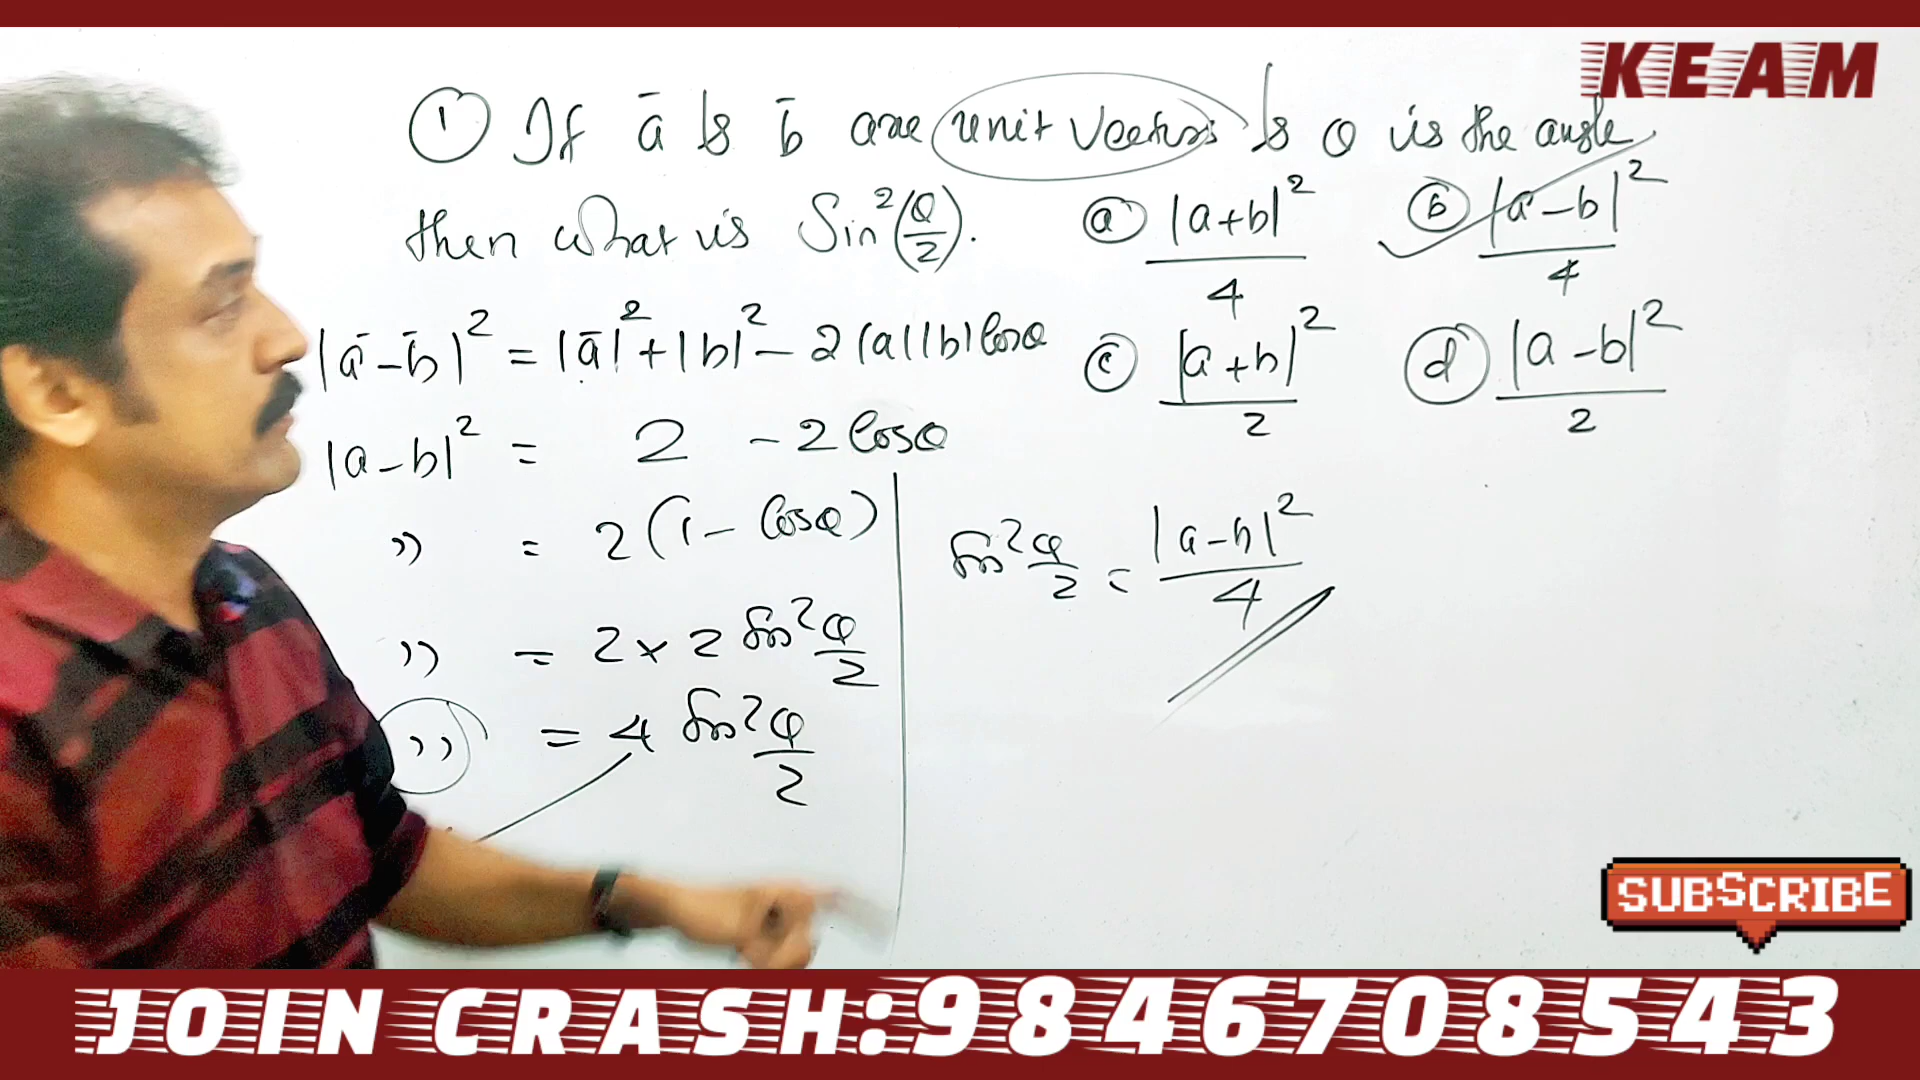 KEAM
① If ā & b̄ are unit vectors & θ is the angle
then what is Sin²(θ/2).
ⓐ |a+b|²/4
ⓑ |a-b|²/4
ⓒ |a+b|²/2
ⓓ |a-b|²/2
|ā-b̄|² = |ā|²+|b|²-2|a||b|cosθ
|a-b|² = 2 - 2cosθ
" = 2(1-cosθ)
" = 2×2 sin²θ/2
" = 4 sin²θ/2
sin²θ/2 = |a-b|²/4
SUBSCRIBE
JOIN CRASH:9846708543